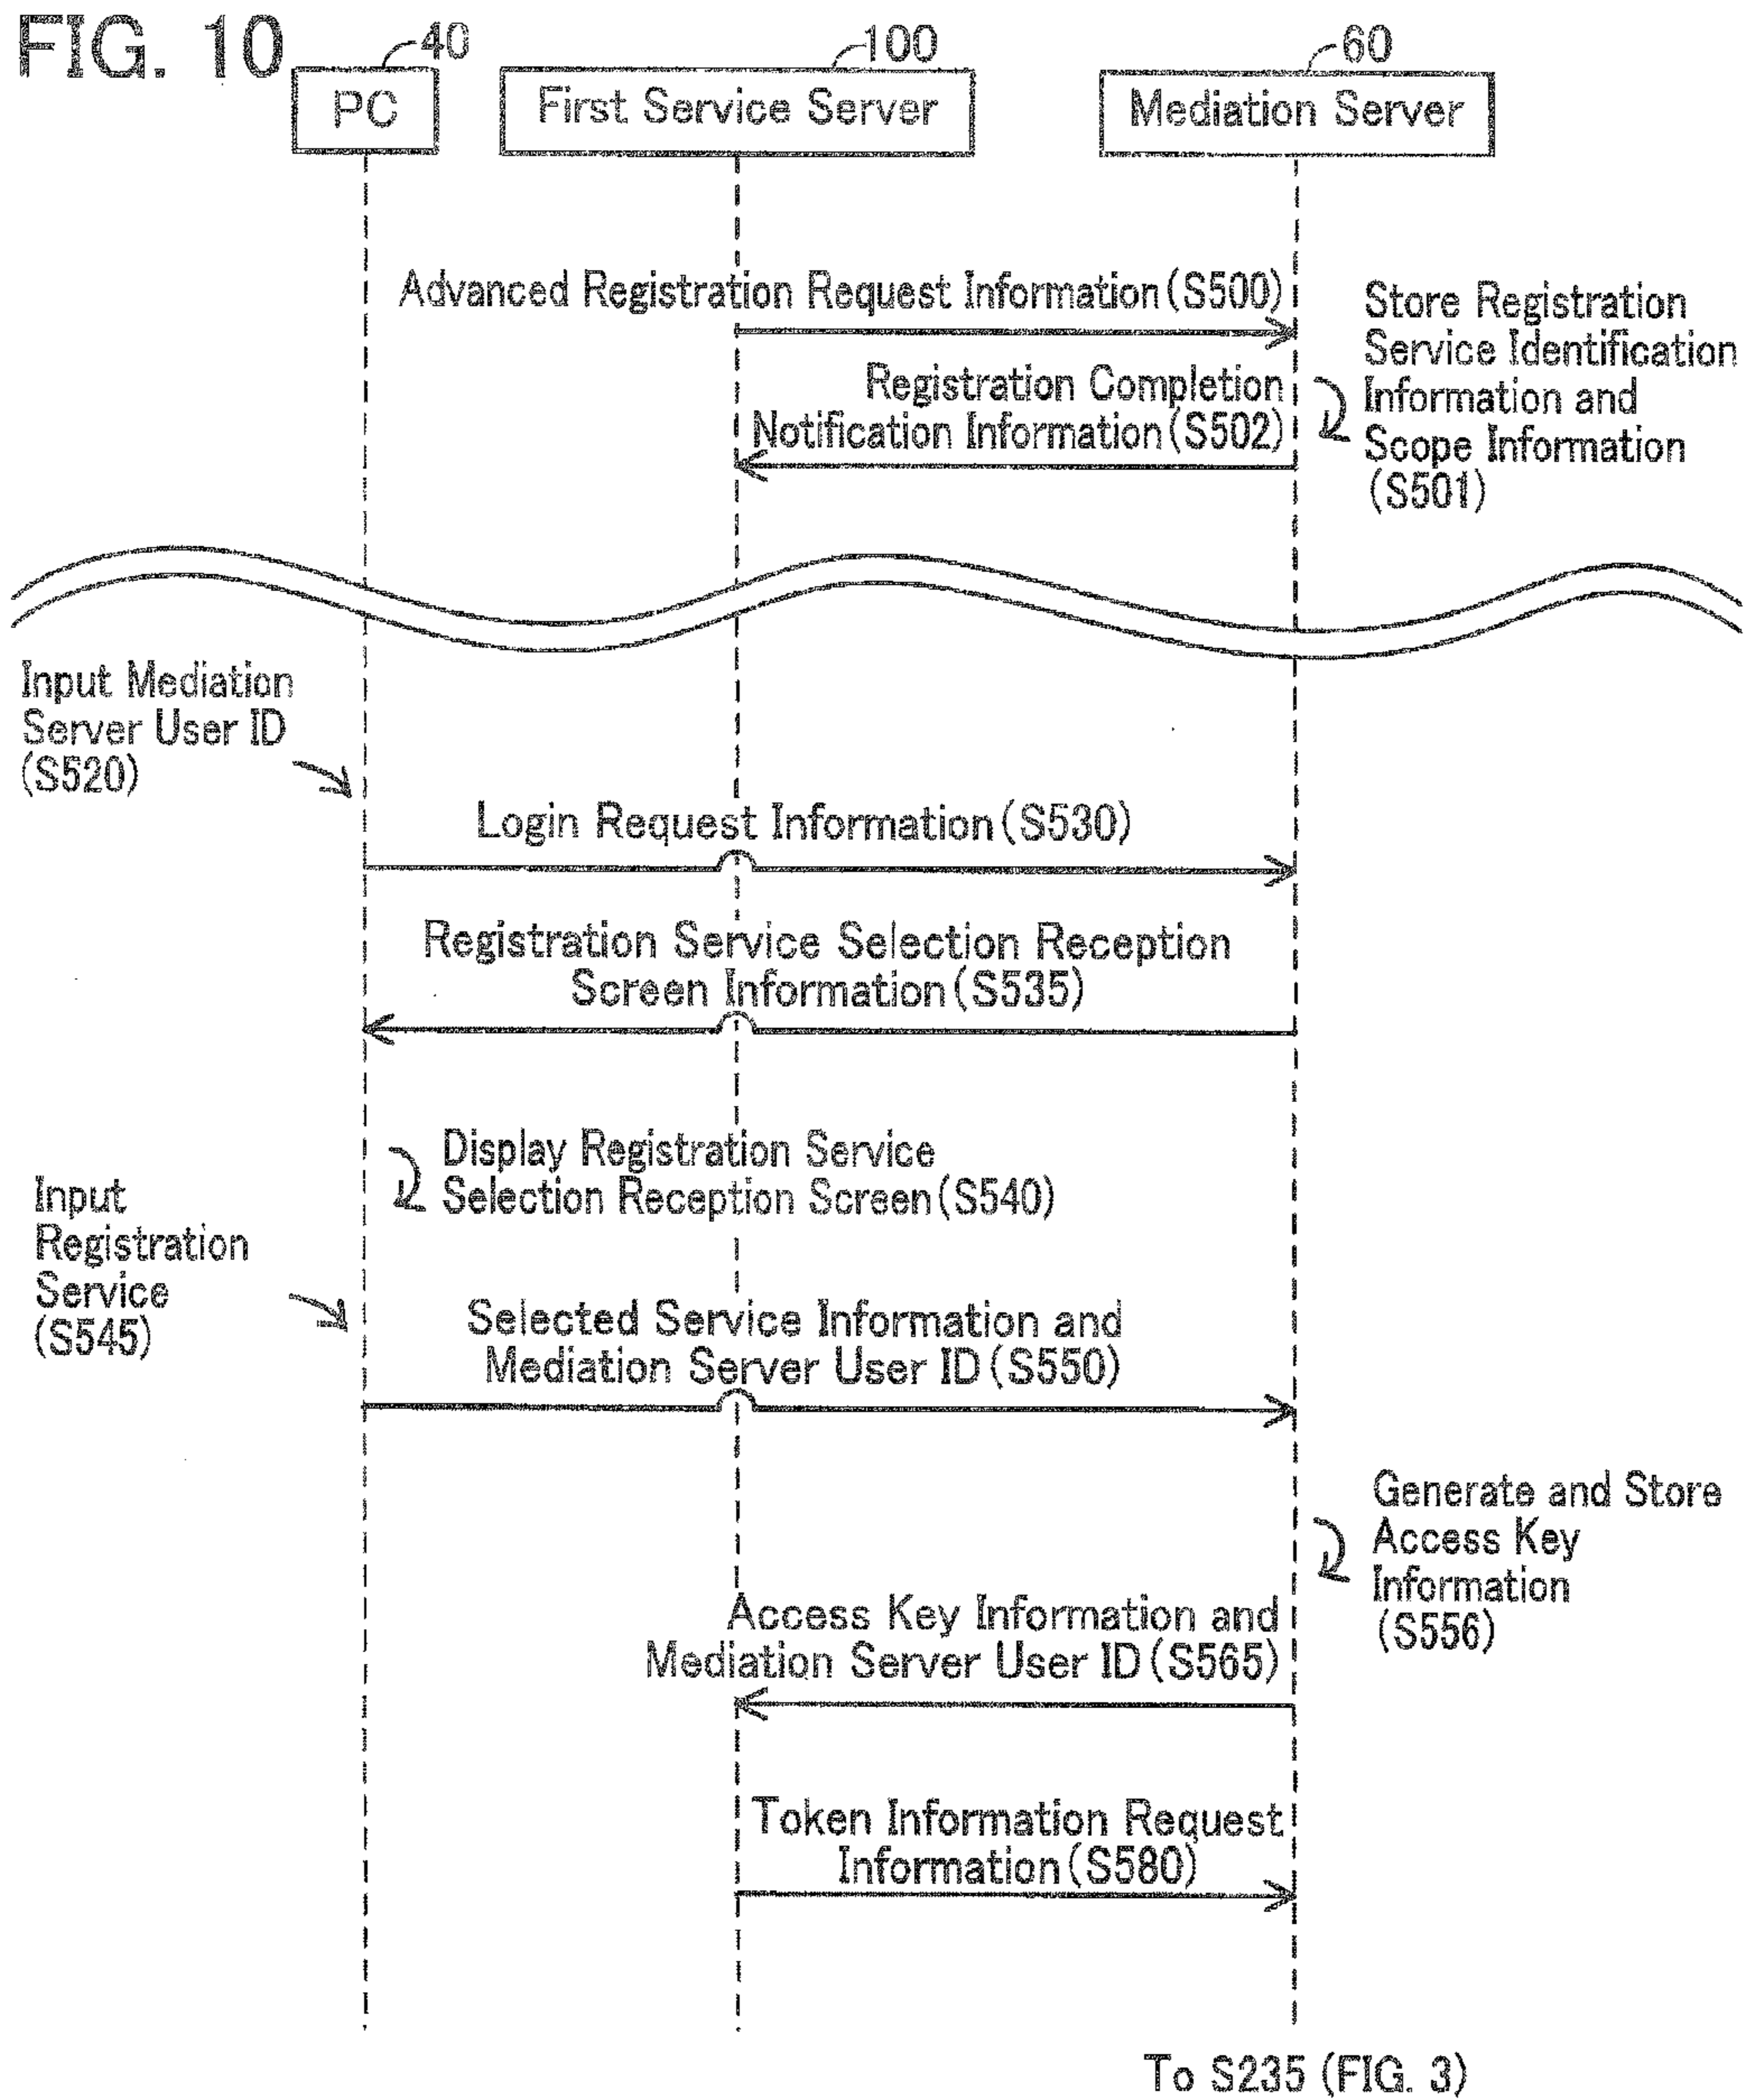 FIG. 10
40
100
60
PC
First Service Server
Mediation Server
Advanced Registration Request Information(S500)
Store Registration
Service Identification
Information and
Scope Information
(S501)
Registration Completion
Notification Information(S502)
Input Mediation
Server User ID
(S520)
Login Request Information(S530)
Registration Service Selection Reception
Screen Information(S535)
Display Registration Service
Selection Reception Screen(S540)
Input
Registration
Service
(S545)
Selected Service Information and
Mediation Server User ID(S550)
Generate and Store
Access Key
Information
(S556)
Access Key Information and
Mediation Server User ID(S565)
Token Information Request
Information(S580)
To S235 (FIG. 3)